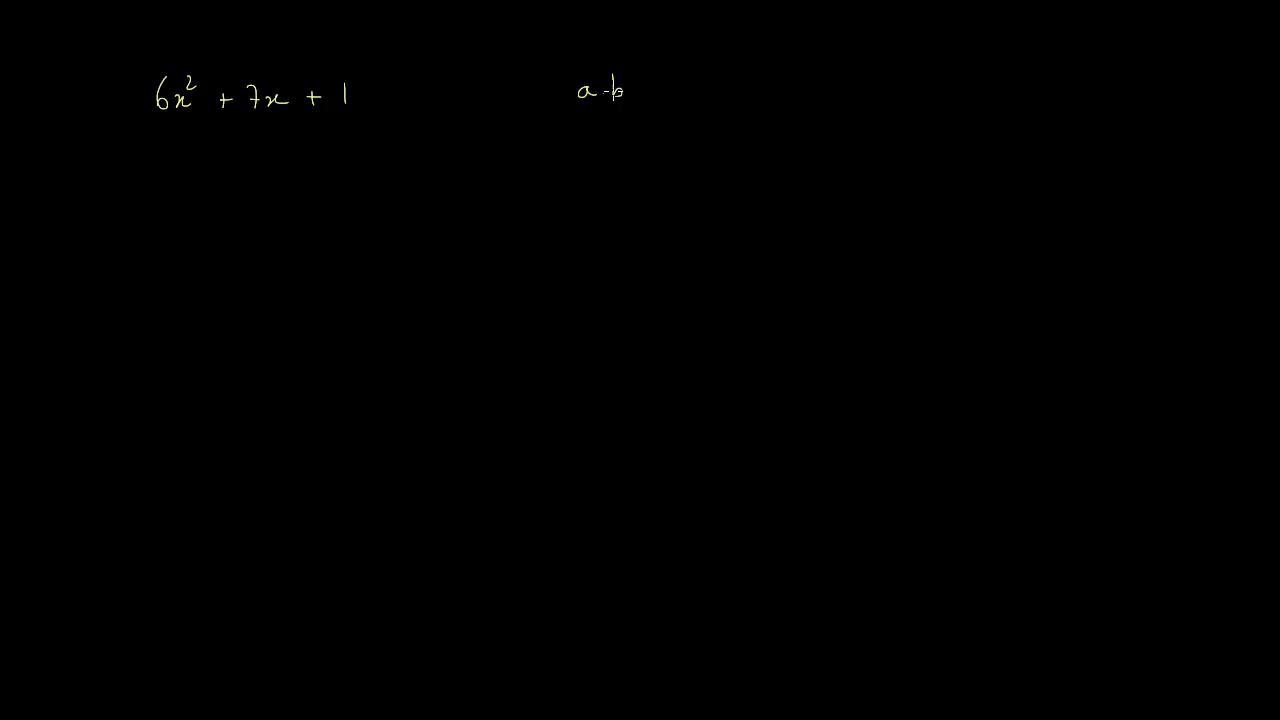 6x² + 7x + 1 a·b